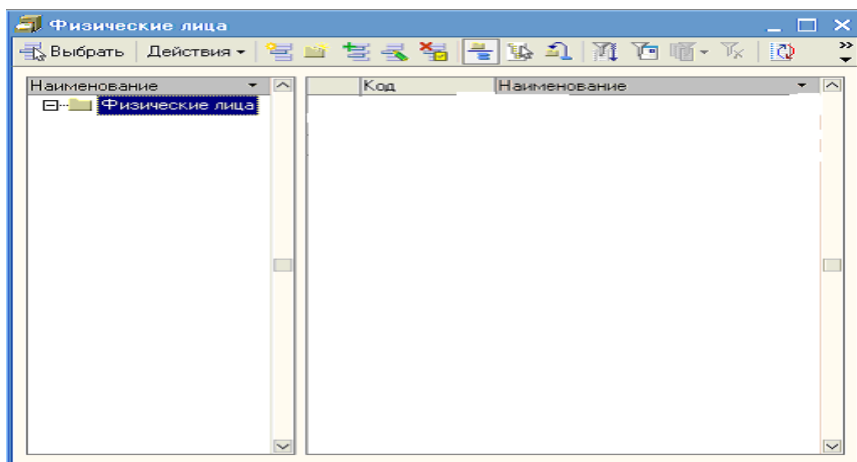 Физические лица
Выбрать Действия
Наименование Код Наименование
Физические лица